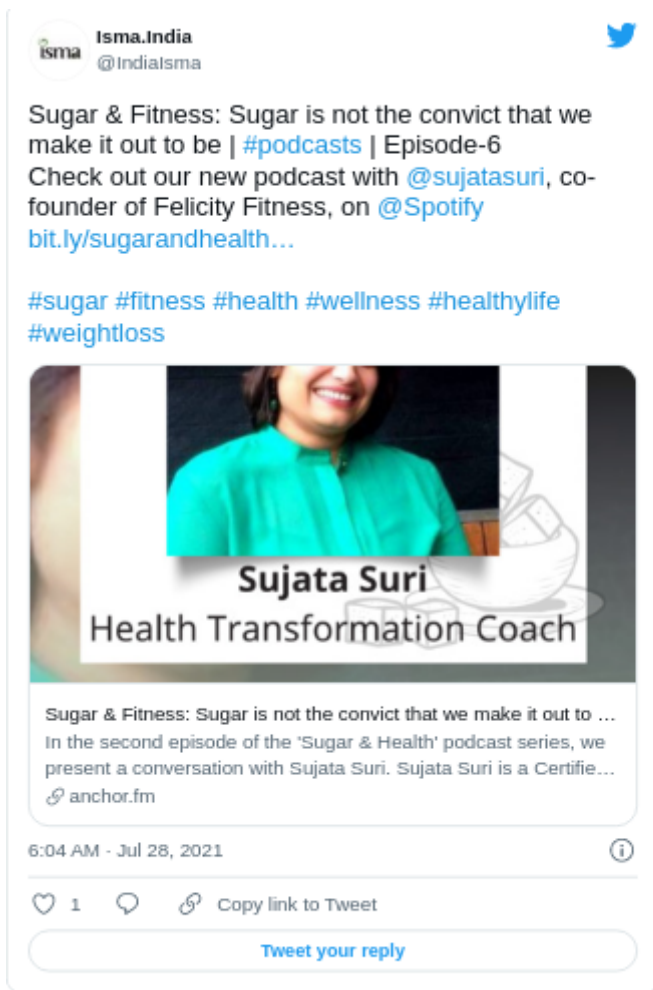 isma
Isma.India
@IndiaIsma
Sugar & Fitness: Sugar is not the convict that we
make it out to be | #podcasts | Episode-6
Check out our new podcast with @sujatasuri, co-
founder of Felicity Fitness, on @Spotify
bit.ly/sugarandhealth…
#sugar #fitness #health #wellness #healthylife
#weightloss
Sujata Suri
Health Transformation Coach
Sugar & Fitness: Sugar is not the convict that we make it out to …
In the second episode of the 'Sugar & Health' podcast series, we
present a conversation with Sujata Suri. Sujata Suri is a Certifie…
anchor.fm
6:04 AM · Jul 28, 2021
1 Copy link to Tweet
Tweet your reply